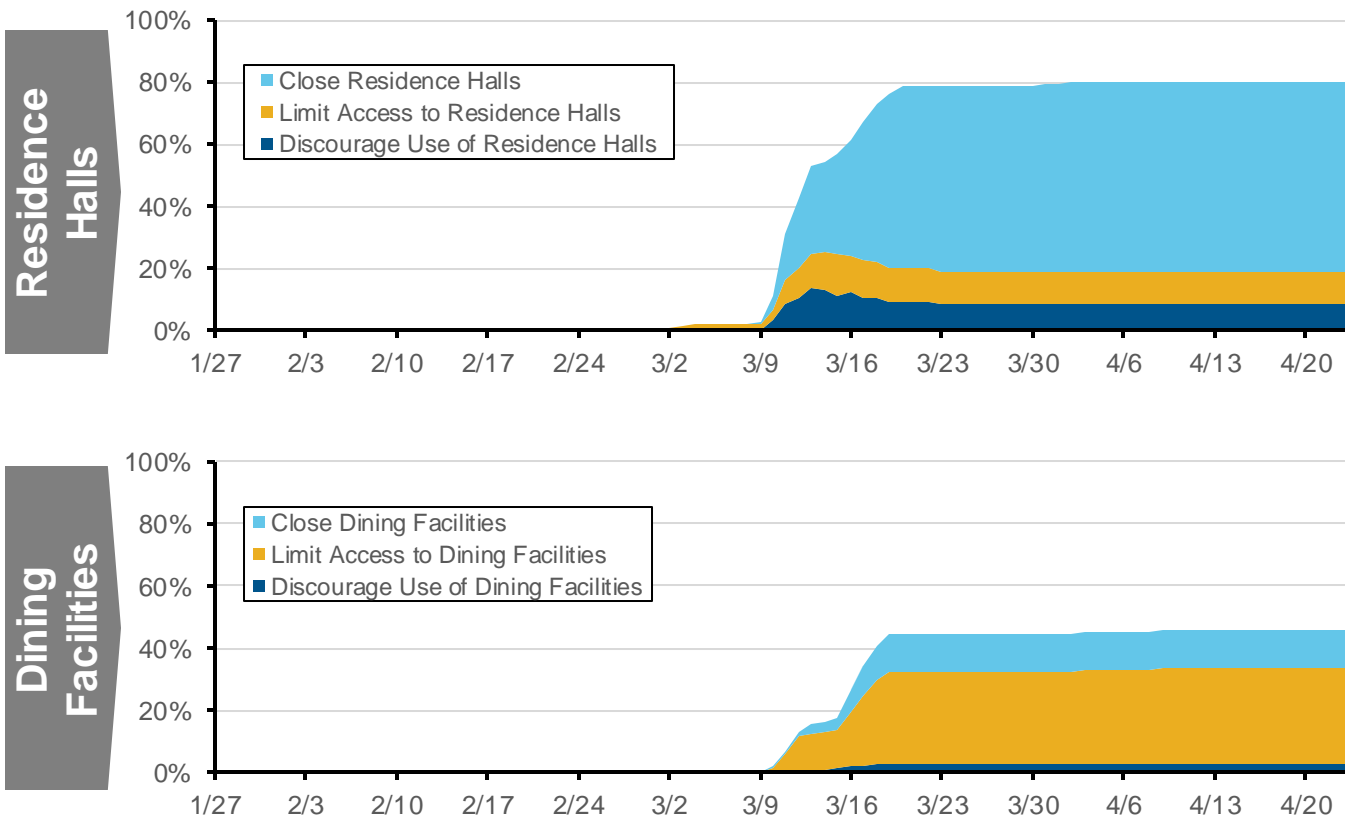 Residence
Halls
100%
80%
60%
40%
20%
0%
Close Residence Halls
Limit Access to Residence Halls
Discourage Use of Residence Halls
1/27 2/3 2/10 2/17 2/24 3/2 3/9 3/16 3/23 3/30 4/6 4/13 4/20
Dining
Facilities
100%
80%
60%
40%
20%
0%
Close Dining Facilities
Limit Access to Dining Facilities
Discourage Use of Dining Facilities
1/27 2/3 2/10 2/17 2/24 3/2 3/9 3/16 3/23 3/30 4/6 4/13 4/20